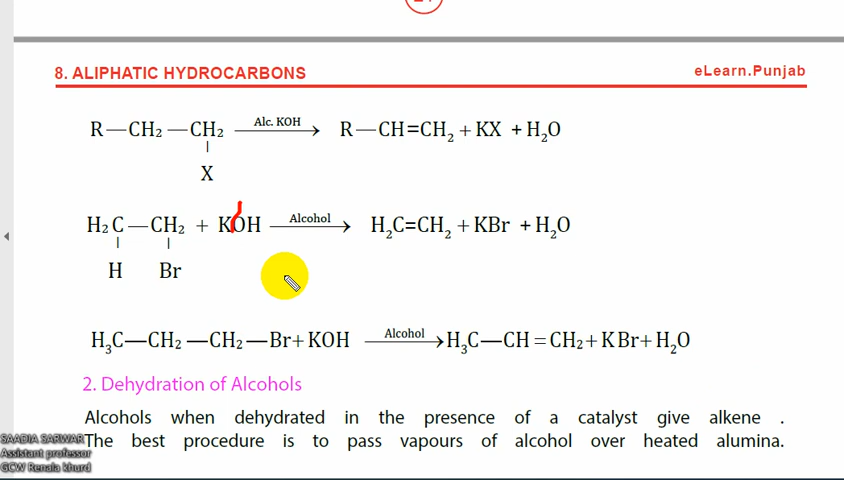 8. ALIPHATIC HYDROCARBONS
eLearn.Punjab
R—CH₂—CH₂ Alc. KOH → R—CH=CH₂ + KX + H₂O
|
X
H₂C—CH₂ + KOH Alcohol → H₂C=CH₂ + KBr + H₂O
| |
H Br
H₃C—CH₂—CH₂—Br+ KOH Alcohol → H₃C—CH=CH₂+ KBr+ H₂O
2. Dehydration of Alcohols
Alcohols when dehydrated in the presence of a catalyst give alkene .
The best procedure is to pass vapours of alcohol over heated alumina.
SAADIA SARWAR
Assistant professor
GCW Renala khurd